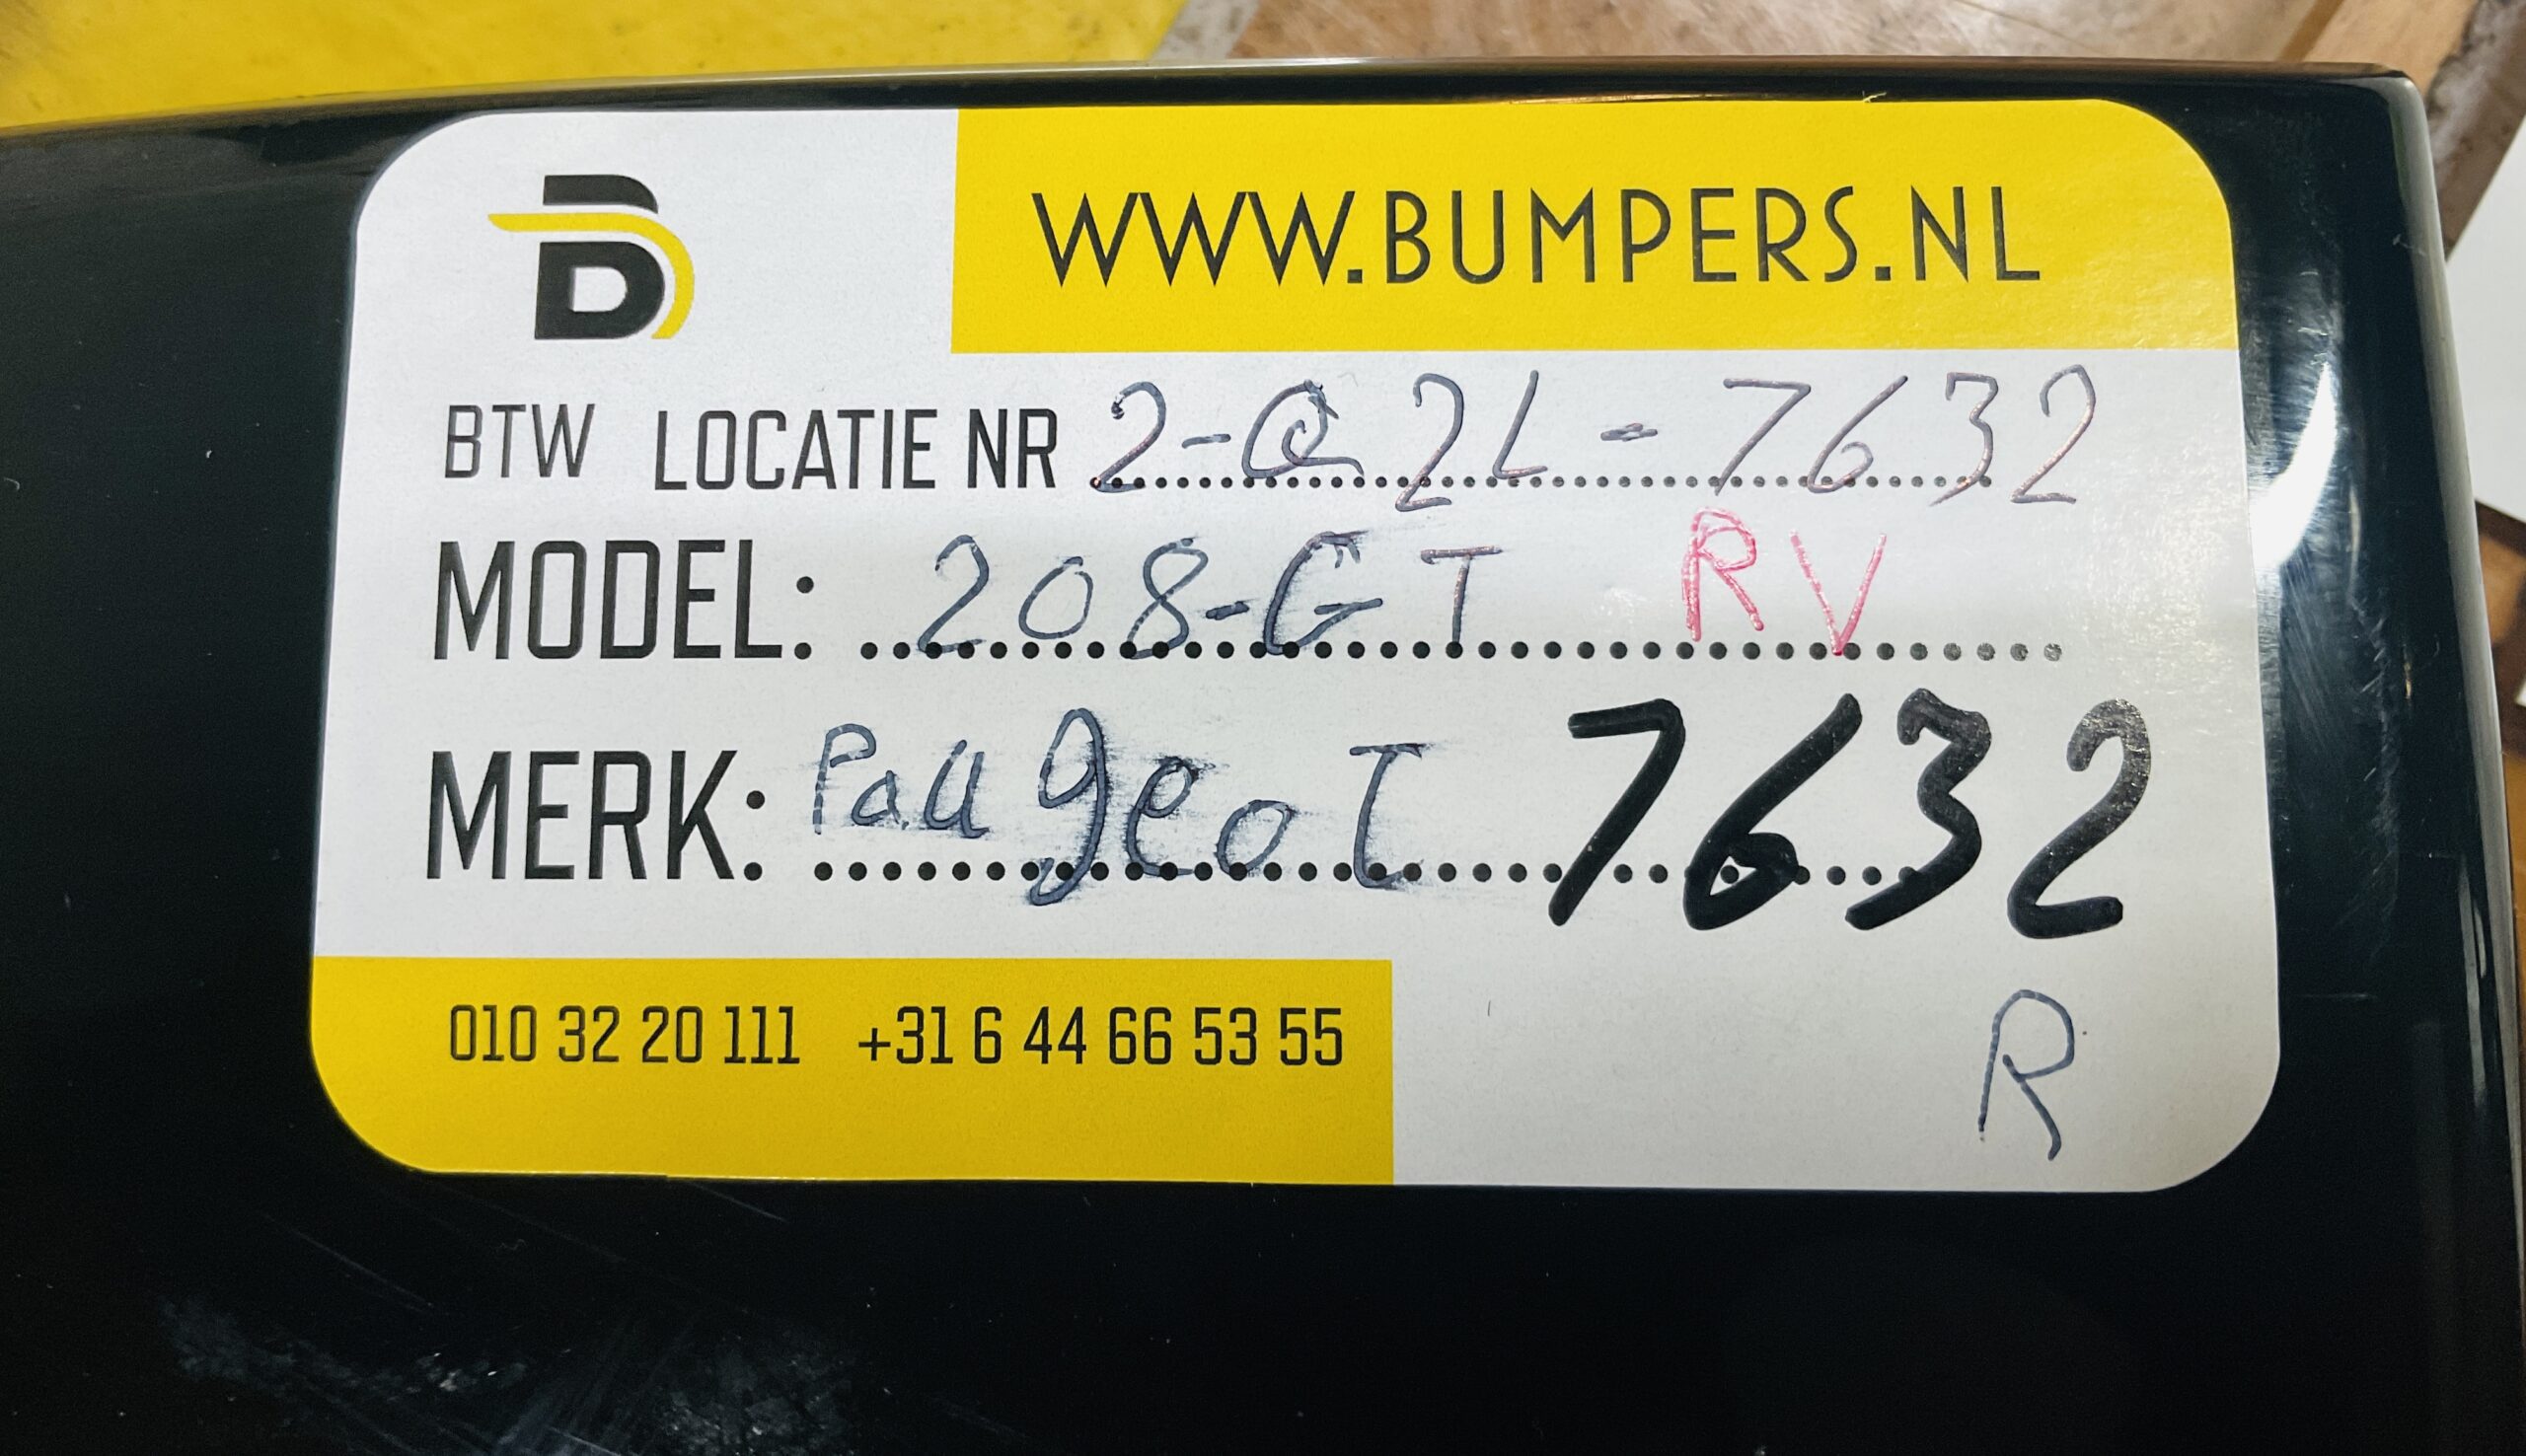 B WWW.BUMPERS.NL
BTW LOCATIE NR 2-Q2L-7632
MODEL: 208-GT RV
MERK: Paugeot 7632
010 32 20 111 +31 6 44 66 53 55
R